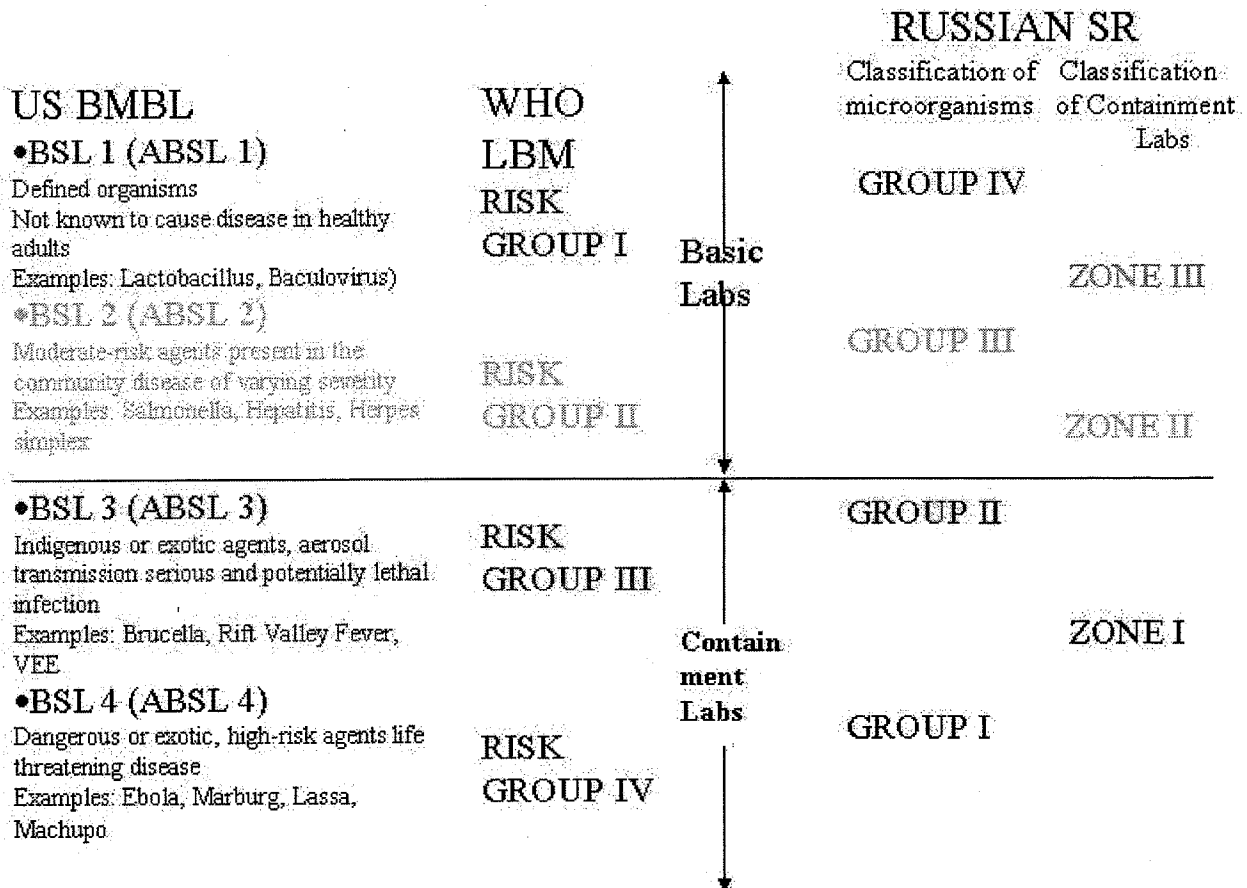 RUSSIAN SR
Classification of
microorganisms
Classification
of Containment
Labs
US BMBL
WHO
•BSL 1 (ABSL 1)
LBM
Defined organisms
Not known to cause disease in healthy
adults
Examples: Lactobacillus, Baculovirus)
RISK
GROUP I
Basic
Labs
GROUP IV
ZONE III
•BSL 2 (ABSL 2)
Moderate-risk agents present in the
community disease of varying severity
Examples: Salmonella, Hepatitis, Herpes
simplex
RISK
GROUP II
GROUP III
ZONE II
•BSL 3 (ABSL 3)
Indigenous or exotic agents, aerosol
transmission serious and potentially lethal
infection
Examples: Brucella, Rift Valley Fever,
VEE
RISK
GROUP III
GROUP II
Contain
ment
Labs
ZONE I
•BSL 4 (ABSL 4)
Dangerous or exotic, high-risk agents life
threatening disease
Examples: Ebola, Marburg, Lassa,
Machupo
RISK
GROUP IV
GROUP I